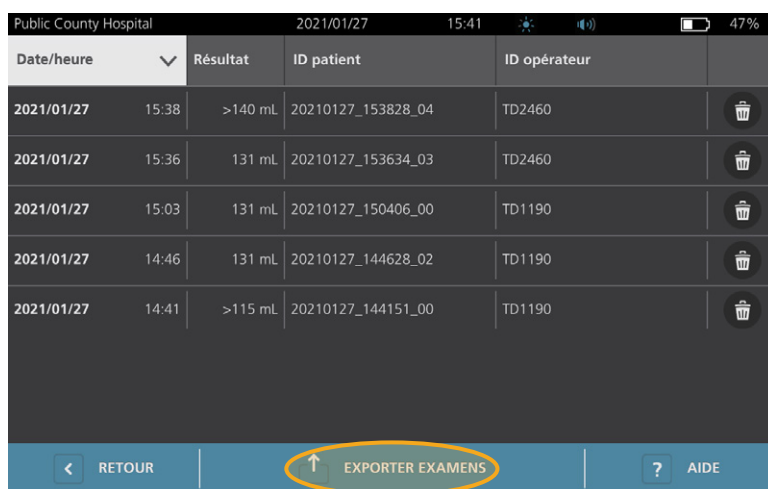 Public County Hospital 2021/01/27 15:41 47%
Date/heure Résultat ID patient ID opérateur
2021/01/27 15:38 >140 mL 20210127_153828_04 TD2460
2021/01/27 15:36 131 mL 20210127_153634_03 TD2460
2021/01/27 15:03 131 mL 20210127_150406_00 TD1190
2021/01/27 14:46 131 mL 20210127_144628_02 TD1190
2021/01/27 14:41 >115 mL 20210127_144151_00 TD1190
RETOUR EXPORTER EXAMENS ? AIDE